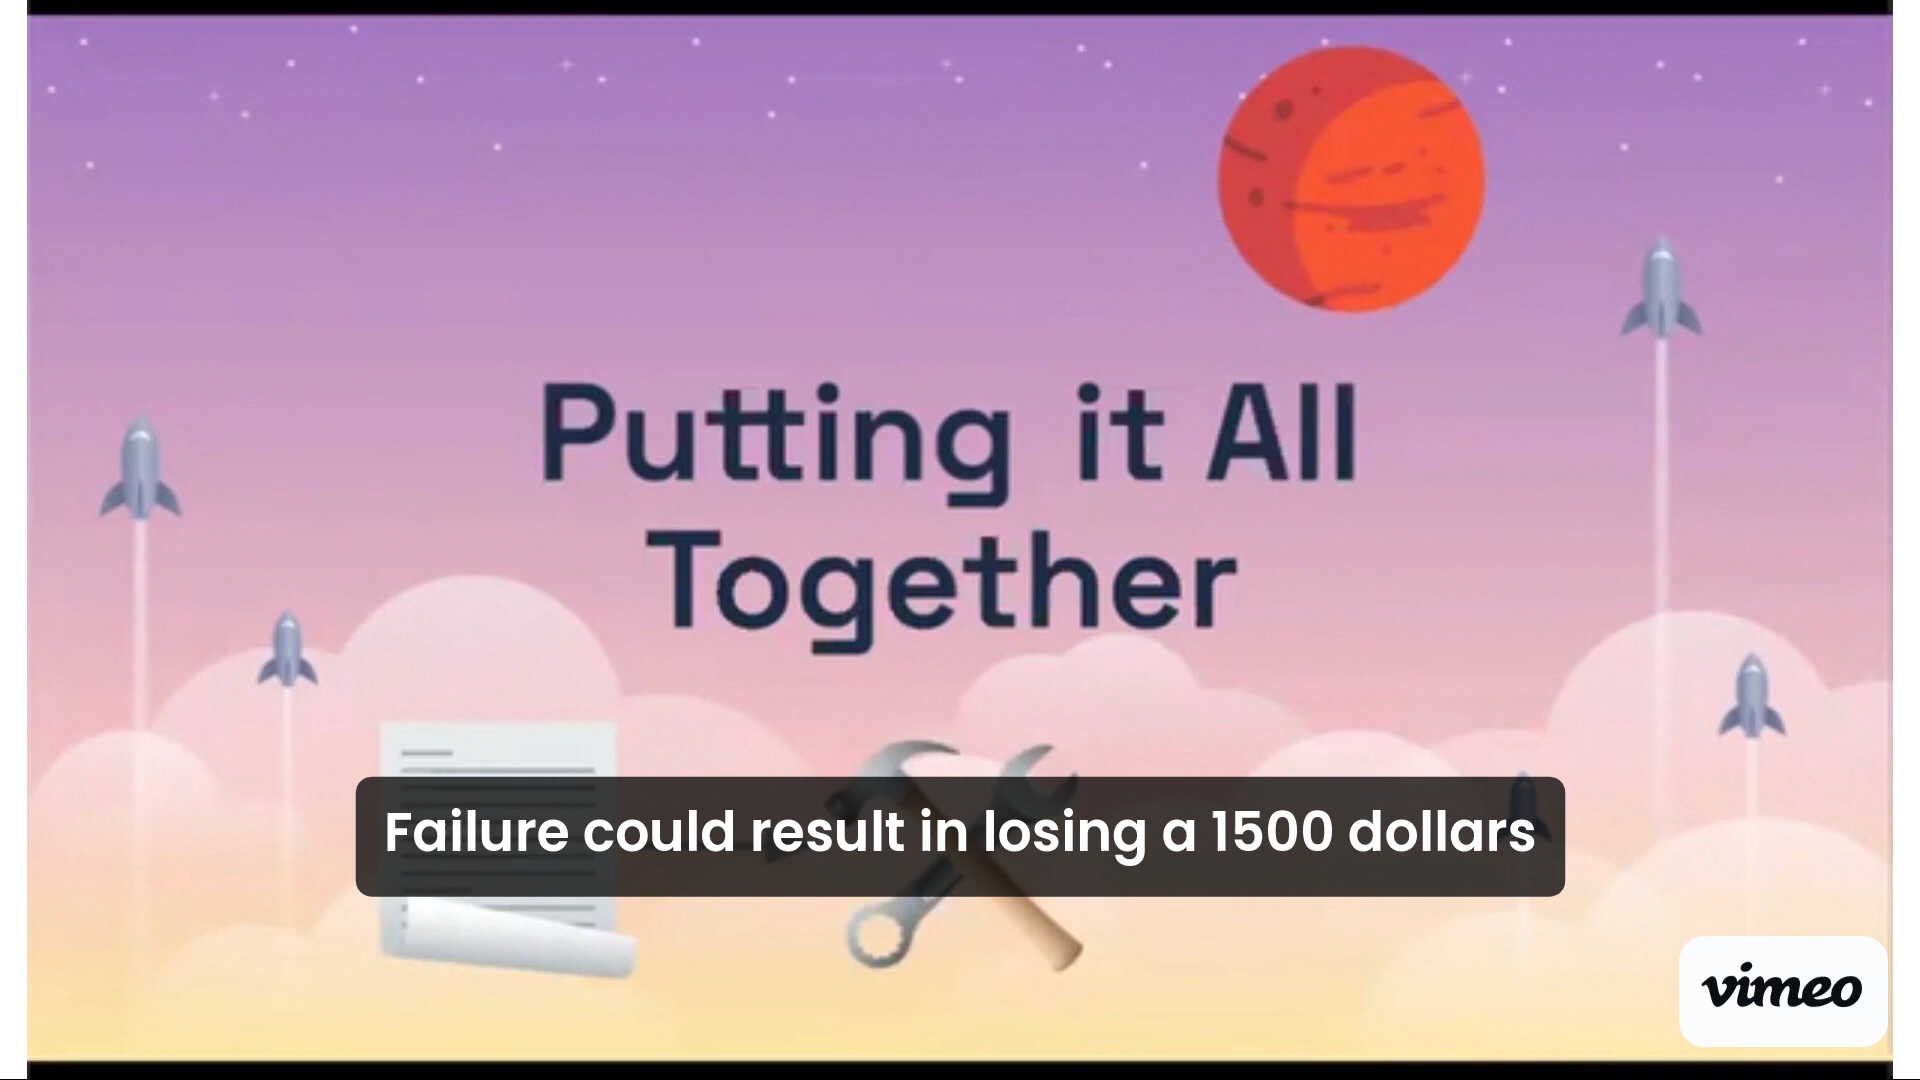 Putting it All
Together
Failure could result in losing a 1500 dollars
vimeo